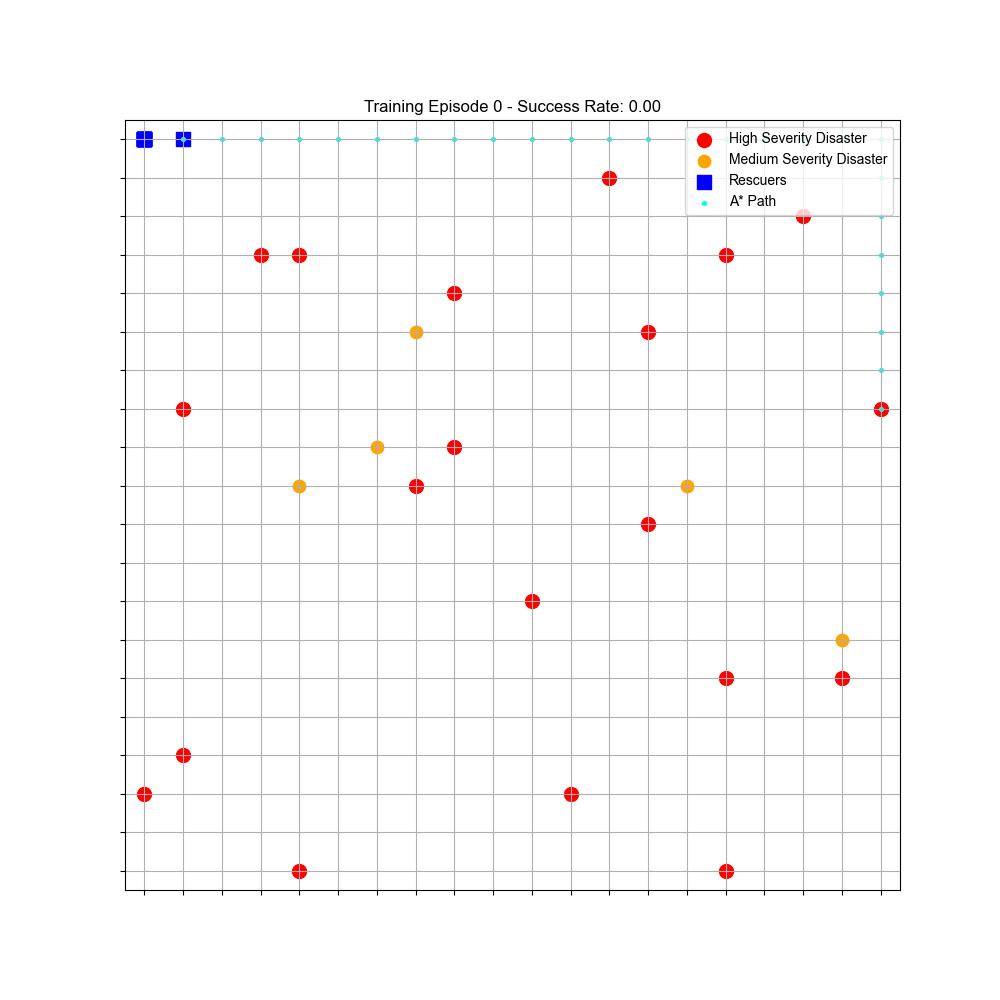 Training Episode 0 - Success Rate: 0.00
High Severity Disaster
Medium Severity Disaster
Rescuers
A* Path